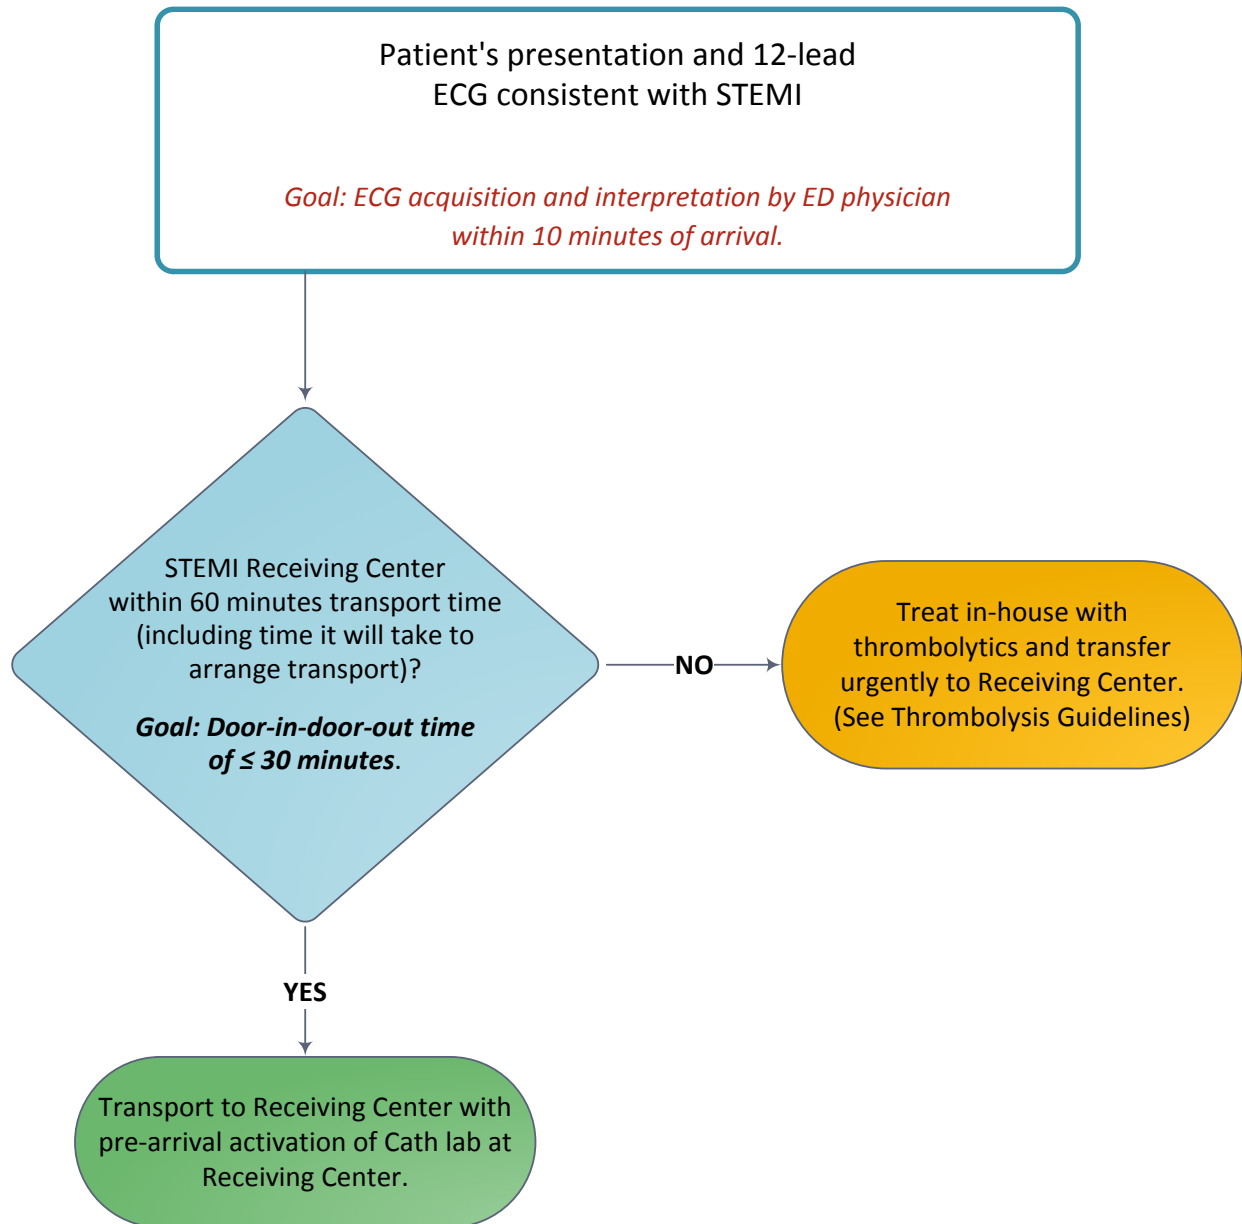 Patient's presentation and 12-lead
ECG consistent with STEMI
Goal: ECG acquisition and interpretation by ED physician
within 10 minutes of arrival.
STEMI Receiving Center
within 60 minutes transport time
(including time it will take to
arrange transport)?
Goal: Door-in-door-out time
of ≤ 30 minutes.
NO
Treat in-house with
thrombolytics and transfer
urgently to Receiving Center.
(See Thrombolysis Guidelines)
YES
Transport to Receiving Center with
pre-arrival activation of Cath lab at
Receiving Center.